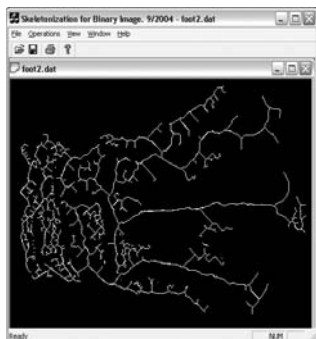 Skeletonization for Binary Image. 9/2004 - foot2.dat
File Operations View Window Help
foot2.dat
Ready NUM